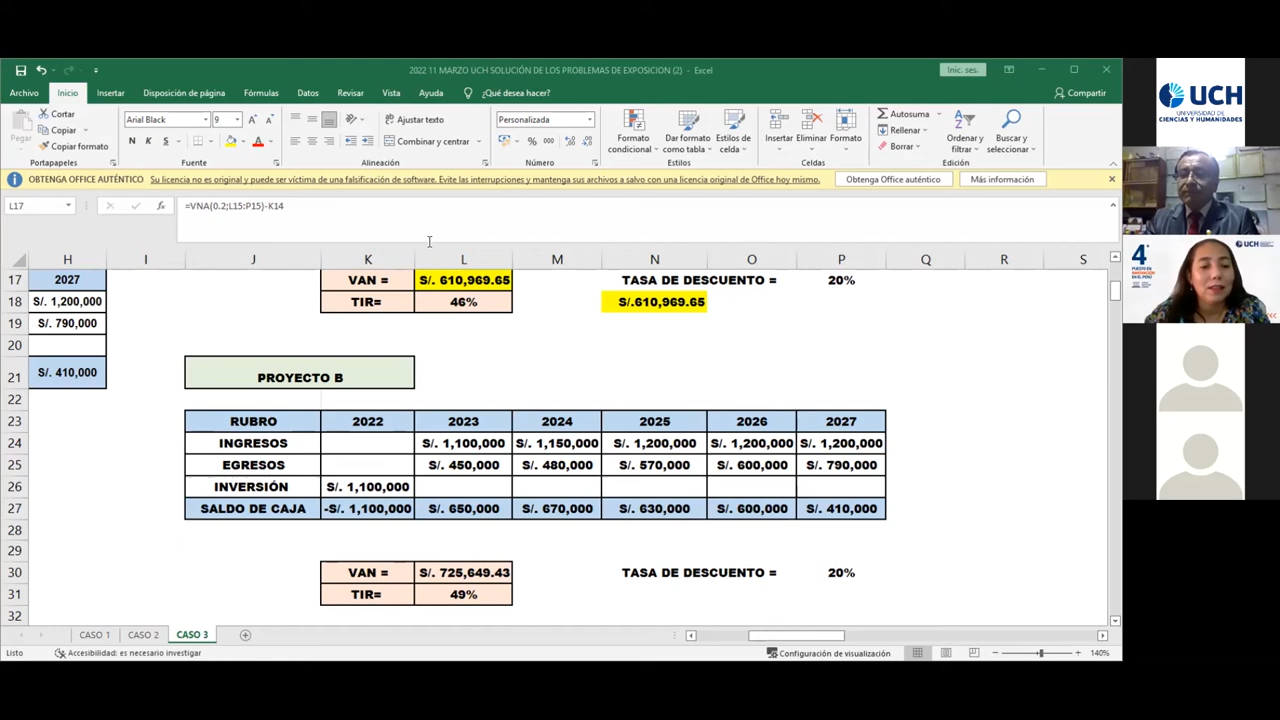 2022 11 MARZO UCH SOLUCIÓN DE LOS PROBLEMAS DE EXPOSICION (2) - Excel
Inic. ses.
Archivo Inicio Insertar Disposición de página Fórmulas Datos Revisar Vista Ayuda ¿Qué desea hacer? Compartir
Pegar
Cortar
Copiar
Copiar formato
Portapapeles
Arial Black 9
N K S
Fuente
Ajustar texto
Combinar y centrar
Alineación
Personalizada
% 000
Número
Formato condicional
Dar formato como tabla
Estilos de celda
Estilos
Insertar Eliminar Formato
Celdas
Autosuma
Rellenar
Borrar
Ordenar y filtrar
Buscar y seleccionar
Edición
OBTENGA OFFICE AUTÉNTICO Su licencia no es original y puede ser víctima de una falsificación de software. Evite las interrupciones y mantenga sus archivos a salvo con una licencia original de Office hoy mismo. Obtenga Office auténtico Más información
L17 fx =VNA(0.2;L15:P15)-K14
H I J K L M N O P Q R S
17 2027 VAN = S/. 610,969.65 TASA DE DESCUENTO = 20%
18 S/. 1,200,000 TIR= 46% S/.610,969.65
19 S/. 790,000
20
21 S/. 410,000 PROYECTO B
22
23 RUBRO 2022 2023 2024 2025 2026 2027
24 INGRESOS S/. 1,100,000 S/. 1,150,000 S/. 1,200,000 S/. 1,200,000 S/. 1,200,000
25 EGRESOS S/. 450,000 S/. 480,000 S/. 570,000 S/. 600,000 S/. 790,000
26 INVERSIÓN S/. 1,100,000
27 SALDO DE CAJA -S/. 1,100,000 S/. 650,000 S/. 670,000 S/. 630,000 S/. 600,000 S/. 410,000
28
29
30 VAN = S/. 725,649.43 TASA DE DESCUENTO = 20%
31 TIR= 49%
32
CASO 1 CASO 2 CASO 3
Listo Accesibilidad: es necesario investigar Configuración de visualización 140%
UCH
UNIVERSIDAD DE
CIENCIAS Y HUMANIDADES
4° UCH
PUESTO EN
INNOVACIÓN
EN EL PERÚ